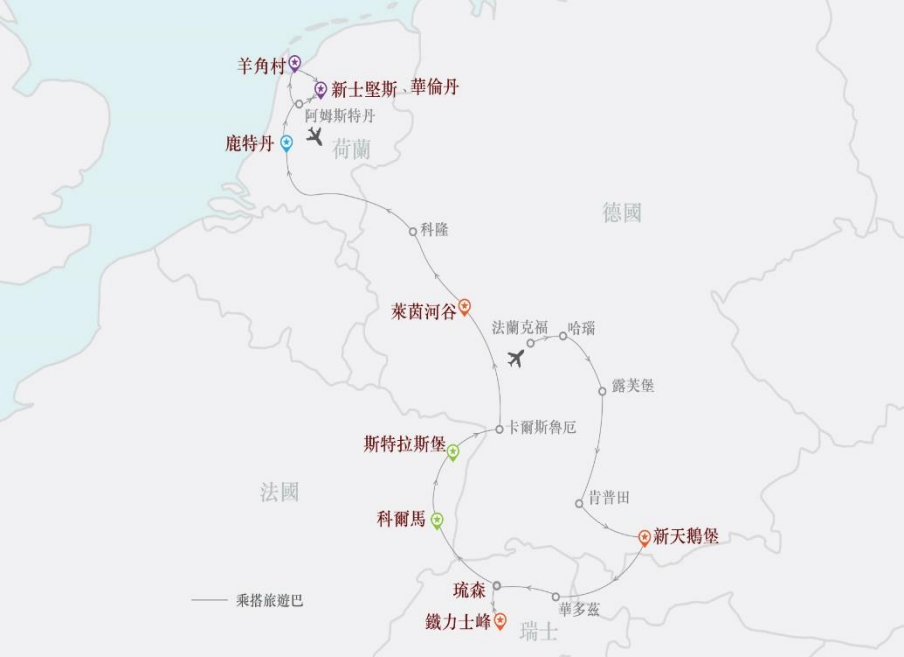 羊角村
新士堅斯、華倫丹
阿姆斯特丹
鹿特丹
荷蘭
德國
科隆
萊茵河谷
法蘭克福
哈瑙
露芙堡
卡爾斯魯厄
斯特拉斯堡
法國
肯普田
科爾馬
新天鵝堡
琉森
華多茲
乘搭旅遊巴
鐵力士峰
瑞士